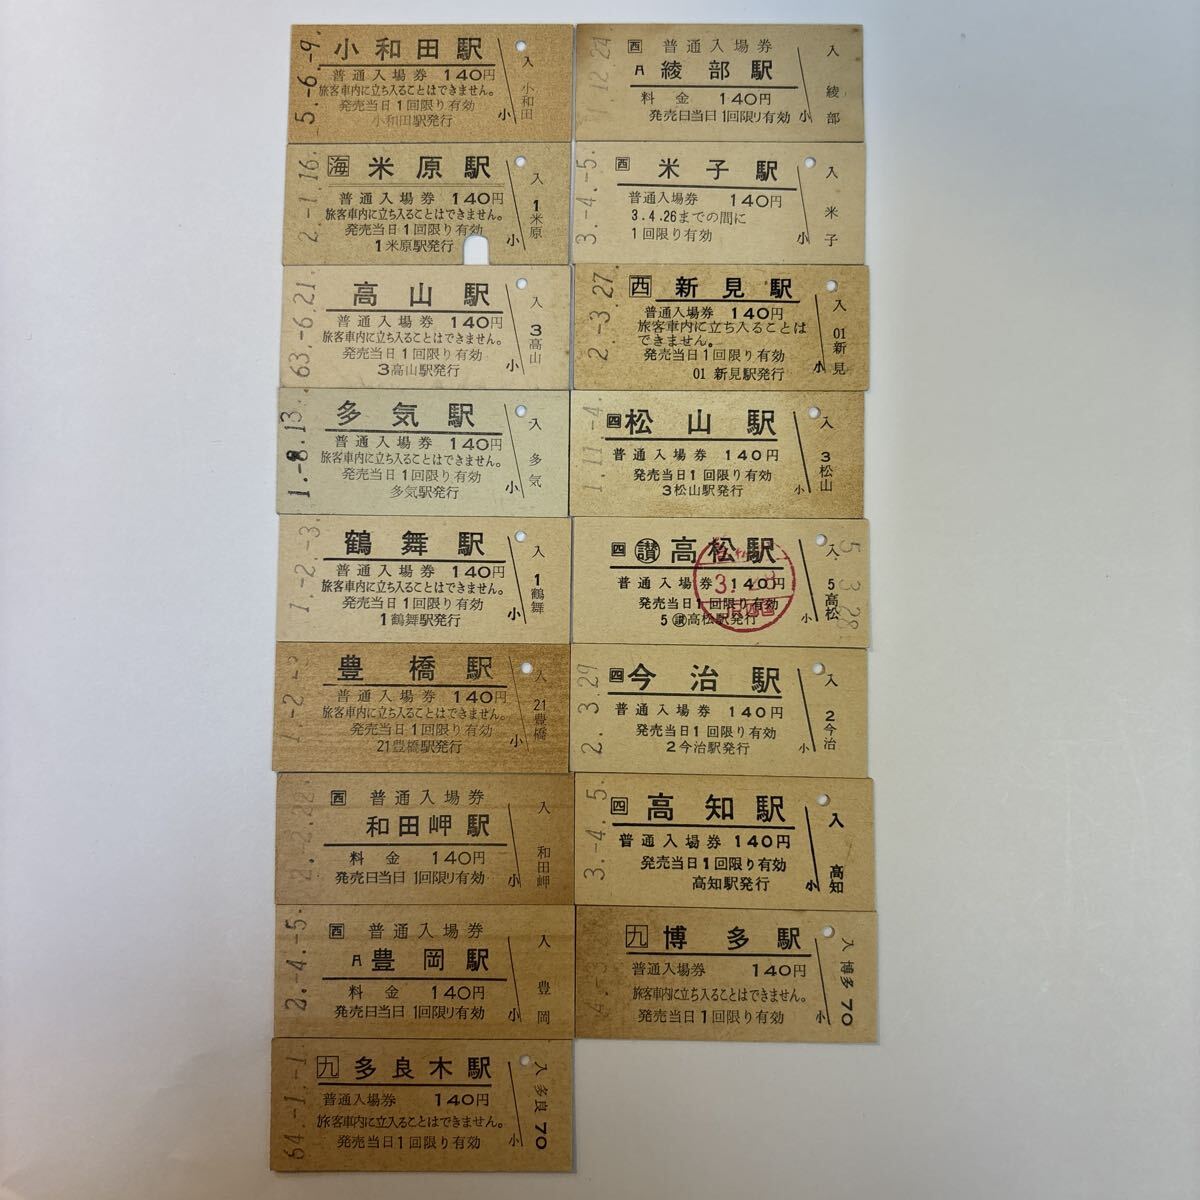 5.-6.-9.
小和田駅
普通入場券 140円
旅客車内に立ち入ることはできません。
発売当日1回限り有効
小和田駅発行
小
入
小和田
2.-1.16.
海 米原駅
普通入場券 140円
旅客車内に立ち入ることはできません。
発売当日1回限り有効
1米原駅発行
小
入
1
米原
63.-6.21.
高山駅
普通入場券 140円
旅客車内に立ち入ることはできません。
発売当日1回限り有効
3高山駅発行
小
入
3
高山
1.-8.13.
多気駅
普通入場券 140円
旅客車内に立ち入ることはできません。
発売当日1回限り有効
多気駅発行
小
入
多気
1.-2.-3.
鶴舞駅
普通入場券 140円
旅客車内に立ち入ることはできません。
発売当日1回限り有効
1鶴舞駅発行
小
入
1
鶴舞
豊橋駅
普通入場券 140円
旅客車内に立ち入ることはできません。
発売当日1回限り有効
21豊橋駅発行
小
入
21
豊橋
2.-2.22.
西 普通入場券
和田岬駅
料金 140円
発売日当日 1回限り有効
小
入
和田岬
2.-4.-5.
西 普通入場券
円 豊岡駅
料金 140円
発売日当日 1回限り有効
小
入
豊岡
64.-1.-1.
九 多良木駅
普通入場券 140円
旅客車内に立入ることはできません。
発売当日1回限り有効
小
入
多良
70
1.12.24
西 普通入場券
円 綾部駅
料金 140円
発売日当日 1回限り有効
小
入
綾部
3.-4.-5.
西 米子駅
普通入場券 140円
3.4.26までの間に
1回限り有効
小
入
米子
2.-3.27.
西 新見駅
普通入場券 140円
旅客車内に立ち入ることは
できません。
発売当日1回限り有効
01 新見駅発行
小
入
01
新見
1.11.-4.
四 松山駅
普通入場券 140円
発売当日1回限り有効
3松山駅発行
小
入
3
松山
四 讃 高松駅
普通入場券 140円
発売当日1回限り有効
5讃高松駅発行
小
入
5
高松
5.3.28
JR四国
2.3.29
四 今治駅
普通入場券 140円
発売当日1回限り有効
2今治駅発行
小
入
2
今治
3.-4.-5.
四 高知駅
普通入場券 140円
発売当日1回限り有効
高知駅発行
小
入
高知
九 博多駅
普通入場券 140円
旅客車内に立ち入ることはできません。
発売当日1回限り有効
小
入
博多
70